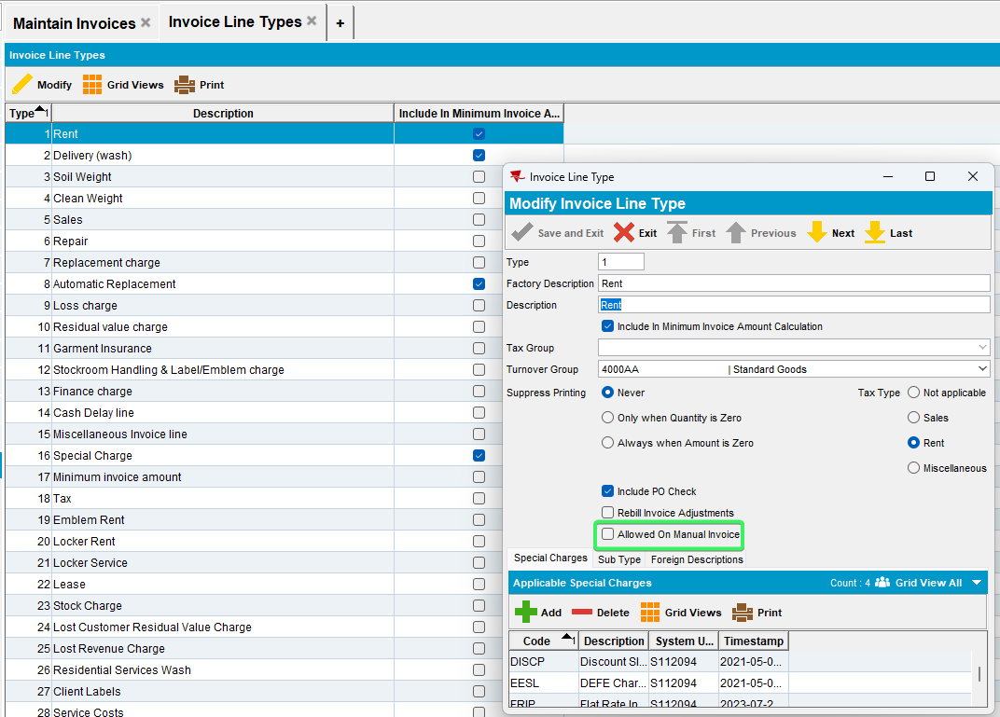 Maintain Invoices
Invoice Line Types
+
Invoice Line Types
Modify
Grid Views
Print
Type 1
Description
Include In Minimum Invoice A...
1 Rent
2 Delivery (wash)
3 Soil Weight
4 Clean Weight
5 Sales
6 Repair
7 Replacement charge
8 Automatic Replacement
9 Loss charge
10 Residual value charge
11 Garment Insurance
12 Stockroom Handling & Label/Emblem charge
13 Finance charge
14 Cash Delay line
15 Miscellaneous Invoice line
16 Special Charge
17 Minimum invoice amount
18 Tax
19 Emblem Rent
20 Locker Rent
21 Locker Service
22 Lease
23 Stock Charge
24 Lost Customer Residual Value Charge
25 Lost Revenue Charge
26 Residential Services Wash
27 Client Labels
28 Service Costs
Invoice Line Type
Modify Invoice Line Type
Save and Exit
Exit
First
Previous
Next
Last
Type 1
Factory Description Rent
Description Rent
Include In Minimum Invoice Amount Calculation
Tax Group
Turnover Group 4000AA | Standard Goods
Suppress Printing Never Tax Type Not applicable
Only when Quantity is Zero Sales
Always when Amount is Zero Rent
Miscellaneous
Include PO Check
Rebill Invoice Adjustments
Allowed On Manual Invoice
Special Charges Sub Type Foreign Descriptions
Applicable Special Charges Count : 4 Grid View All
Add Delete Grid Views Print
Code 1 Description System U... Timestamp
DISCP Discount Sl... S112094 2021-05-0...
EESL DEFE Char... S112094 2021-05-0...
FRIP Flat Rate In... S112094 2023-07-2...